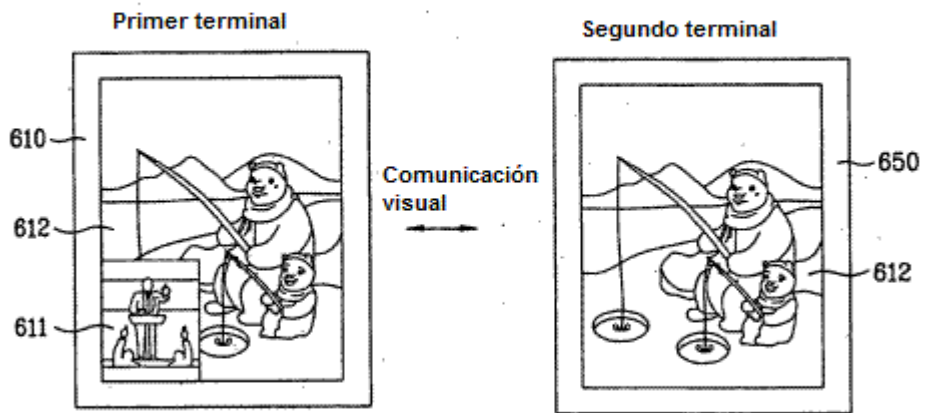 Primer terminal
Segundo terminal
610
650
Comunicación
visual
612
612
611